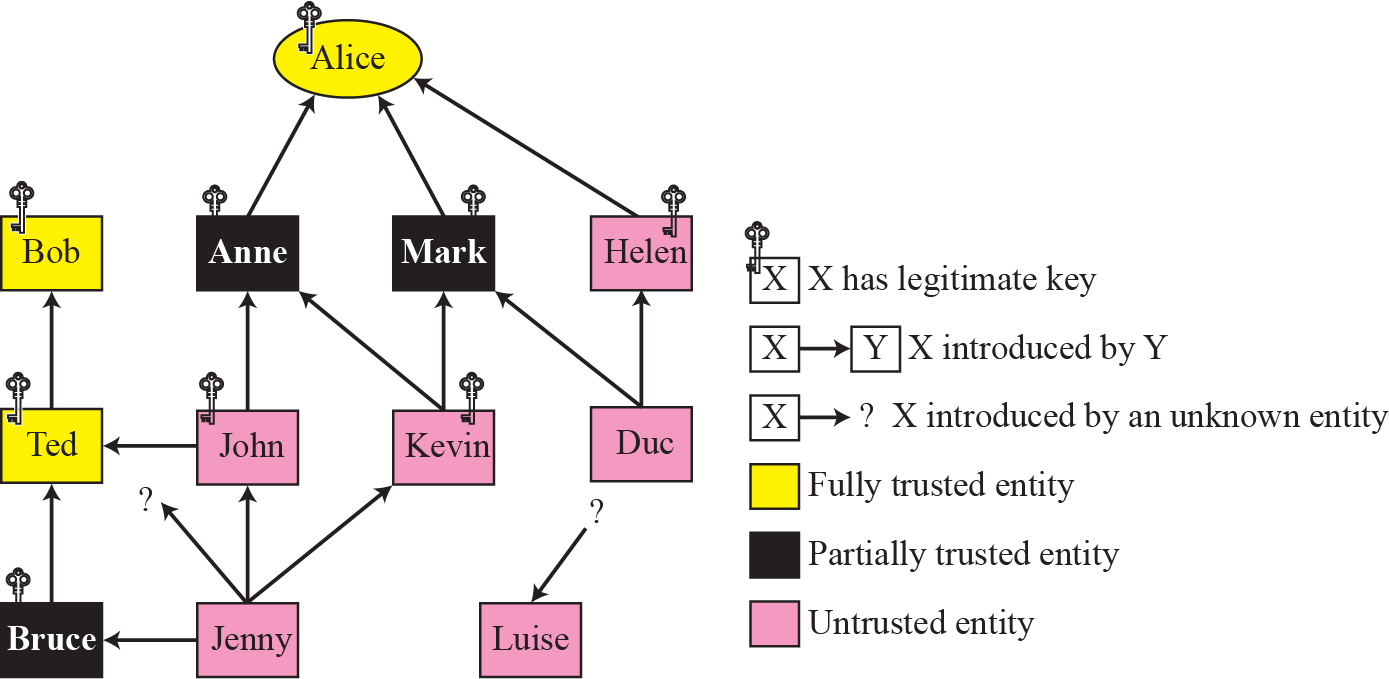 Alice
Bob
Anne
Mark
Helen
X X has legitimate key
X Y X introduced by Y
X ? X introduced by an unknown entity
Ted
John
Kevin
Duc
Fully trusted entity
?
?
Partially trusted entity
Bruce
Jenny
Luise
Untrusted entity